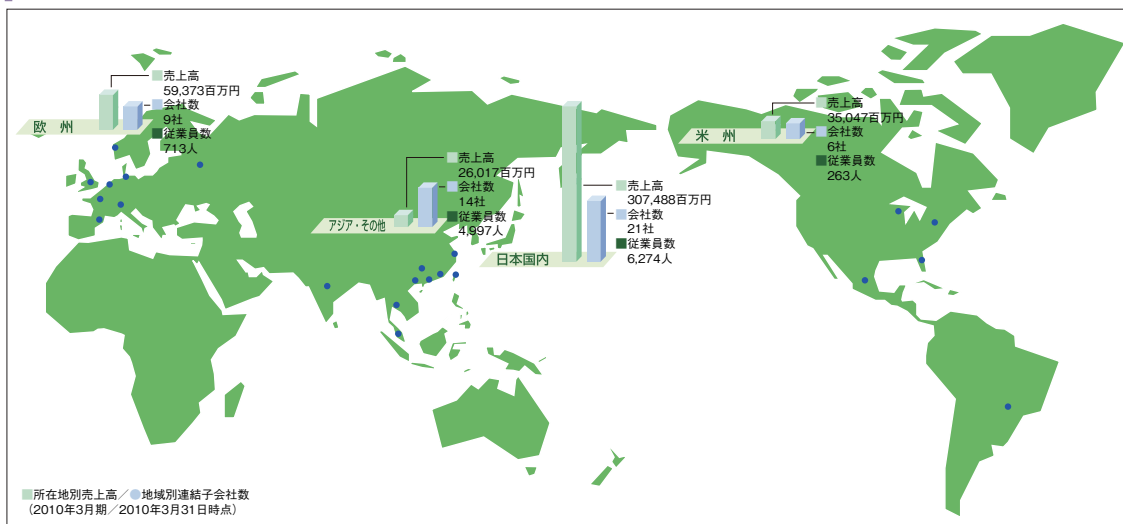 売上高
59,373百万円
会社数
9社
従業員数
713人
欧 州
売上高
26,017百万円
会社数
14社
従業員数
4,997人
アジア・その他
売上高
307,488百万円
会社数
21社
従業員数
6,274人
日本国内
売上高
35,047百万円
会社数
6社
従業員数
263人
米 州
所在地別売上高/地域別連結子会社数
(2010年3月期/2010年3月31日時点)